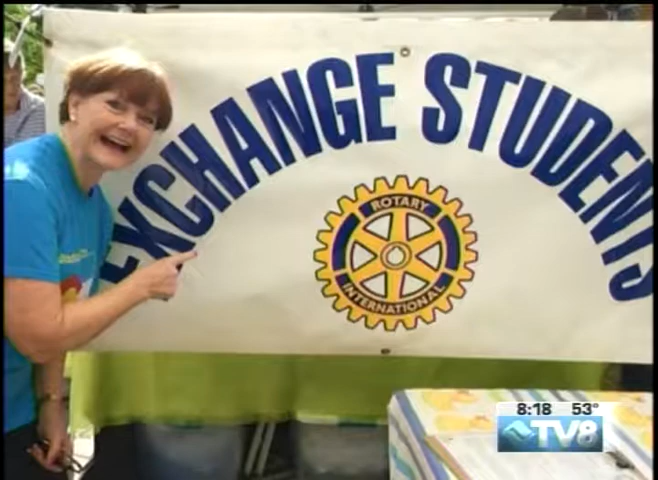 EXCHANGE STUDENTS
ROTARY
INTERNATIONAL
8:18 53°
TV8